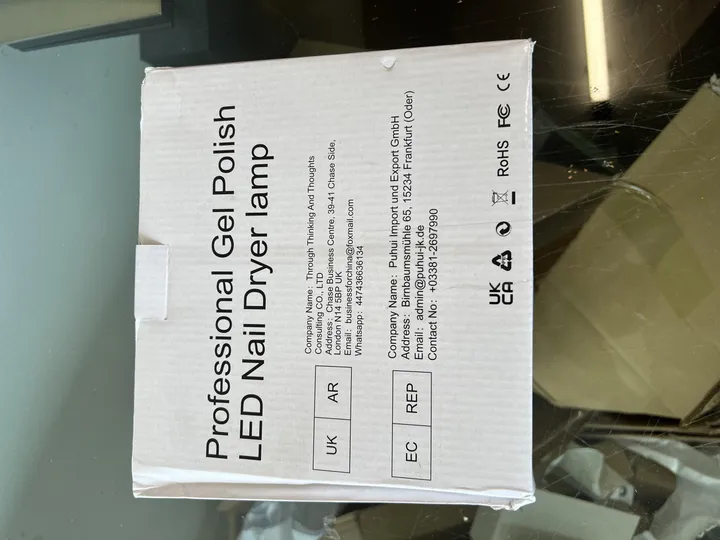 Professional Gel Polish
LED Nail Dryer lamp
UK AR
Company Name: Through Thinking And Thoughts
Consulting CO., LTD
Address: Chase Business Centre, 39-41 Chase Side,
London N14 5BP UK
Email: businessforchina@foxmail.com
Whatsapp: 447436636134
EC REP
Company Name: Puhui Import und Export GmbH
Address: Birnbaumsmühle 65, 15234 Frankfurt (Oder)
Email: admin@puhui-jk.de
Contact No: +03381-2697990
UK
CA
RoHS FC CE